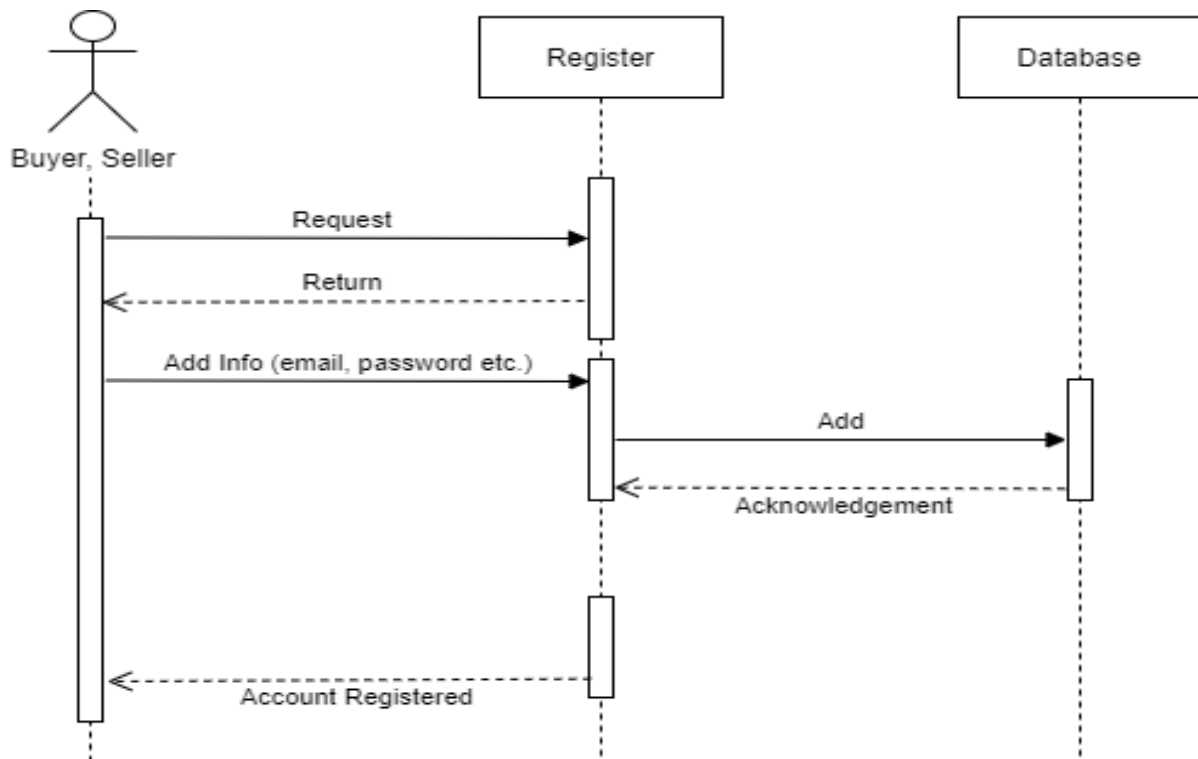 Register
Database
Buyer, Seller
Request
Return
Add Info (email, password etc.)
Add
Acknowledgement
Account Registered